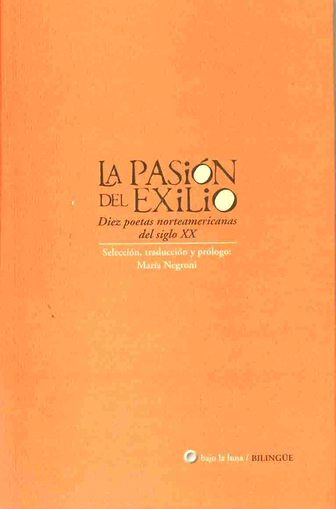 LA PASIÓN
DEL EXILIO
Diez poetas norteamericanas
del siglo XX
Selección, traducción y prólogo:
María Negroni
bajo la luna / BILINGÜE